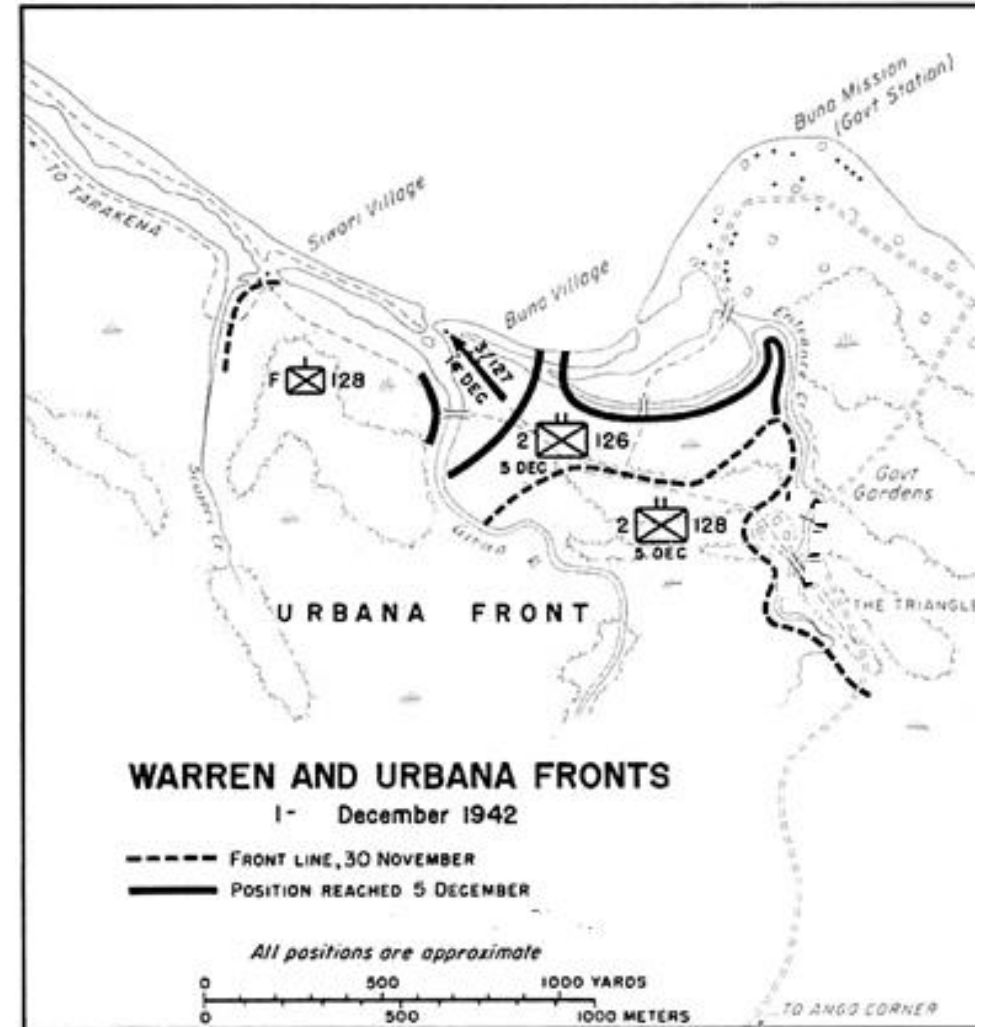 Buna Mission
(Govt Station)
TO TARAKENA
Siwori Village
Buna Village
Entrance Cr
3/127
14 DEC
F 128
2 126
5 DEC
Siwori Cr
Girua
Govt
Gardens
2 128
5 DEC
URBANA FRONT
THE TRIANGLE
WARREN AND URBANA FRONTS
1- December 1942
FRONT LINE, 30 NOVEMBER
POSITION REACHED 5 DECEMBER
All positions are approximate
0 500 1000 YARDS
0 500 1000 METERS
TO ANGO CORNER